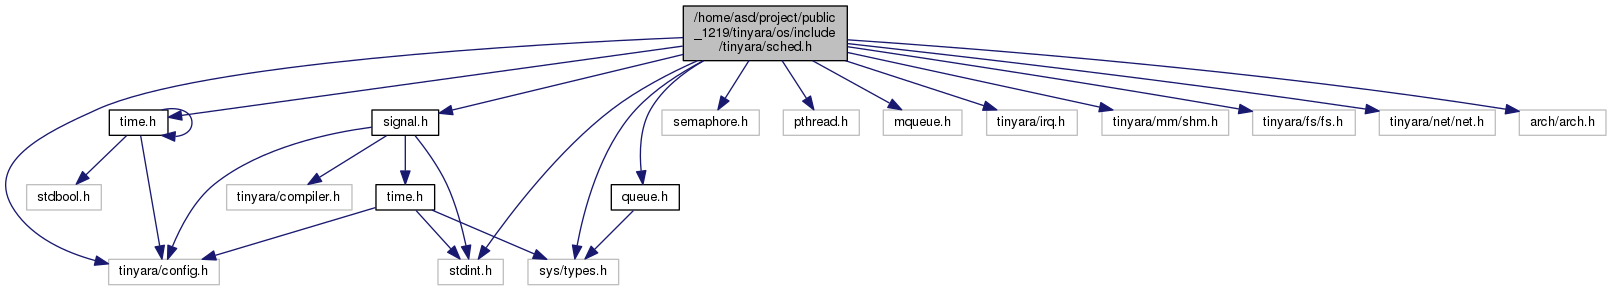 /home/asd/project/public
_1219/tinyara/os/include
/tinyara/sched.h
time.h
signal.h
semaphore.h
pthread.h
mqueue.h
tinyara/irq.h
tinyara/mm/shm.h
tinyara/fs/fs.h
tinyara/net/net.h
arch/arch.h
stdbool.h
tinyara/compiler.h
time.h
queue.h
tinyara/config.h
stdint.h
sys/types.h